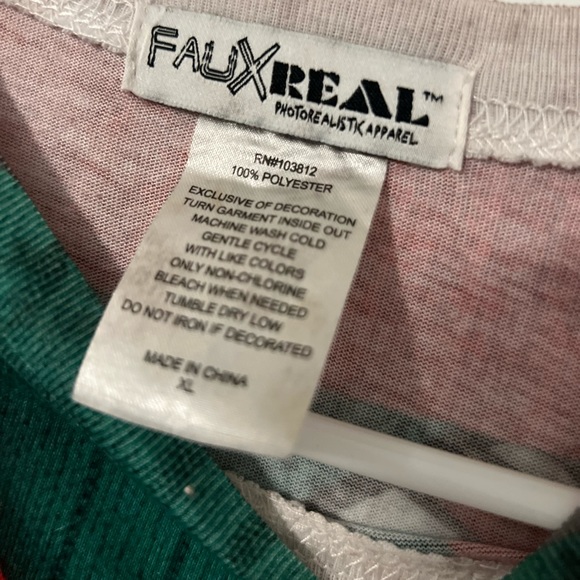 FAUX REAL™
PHOTOREALISTIC APPAREL
RN#103812
100% POLYESTER
EXCLUSIVE OF DECORATION
TURN GARMENT INSIDE OUT
MACHINE WASH COLD
GENTLE CYCLE
WITH LIKE COLORS
ONLY NON-CHLORINE
BLEACH WHEN NEEDED
TUMBLE DRY LOW
DO NOT IRON IF DECORATED
MADE IN CHINA
XL